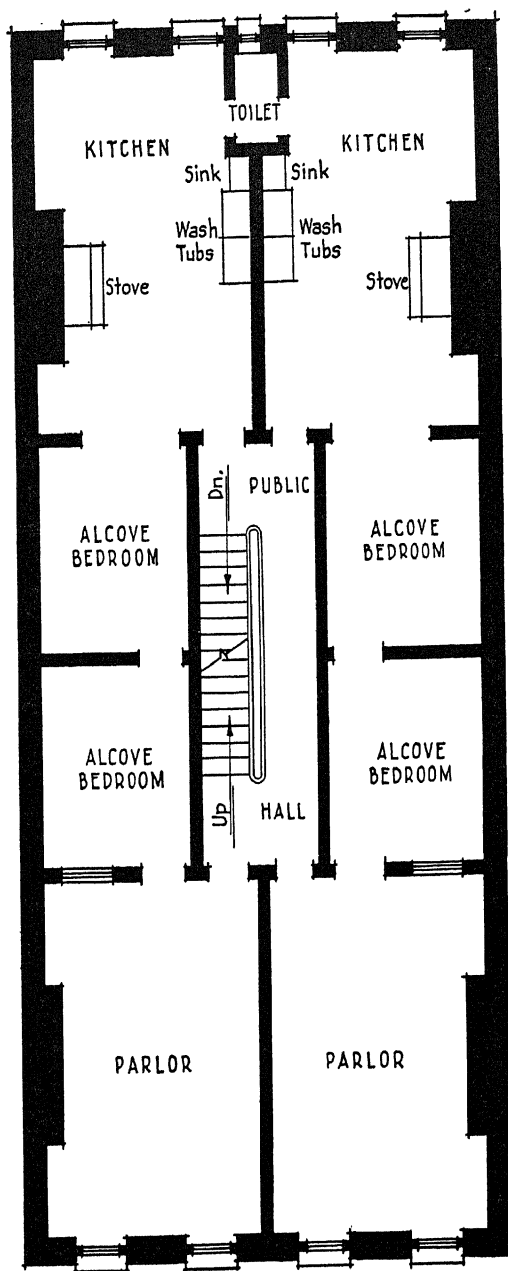 TOILET
KITCHEN
KITCHEN
Sink
Sink
Wash
Tubs
Wash
Tubs
Stove
Stove
Dn.
PUBLIC
ALCOVE
BEDROOM
ALCOVE
BEDROOM
ALCOVE
BEDROOM
ALCOVE
BEDROOM
Up
HALL
PARLOR
PARLOR